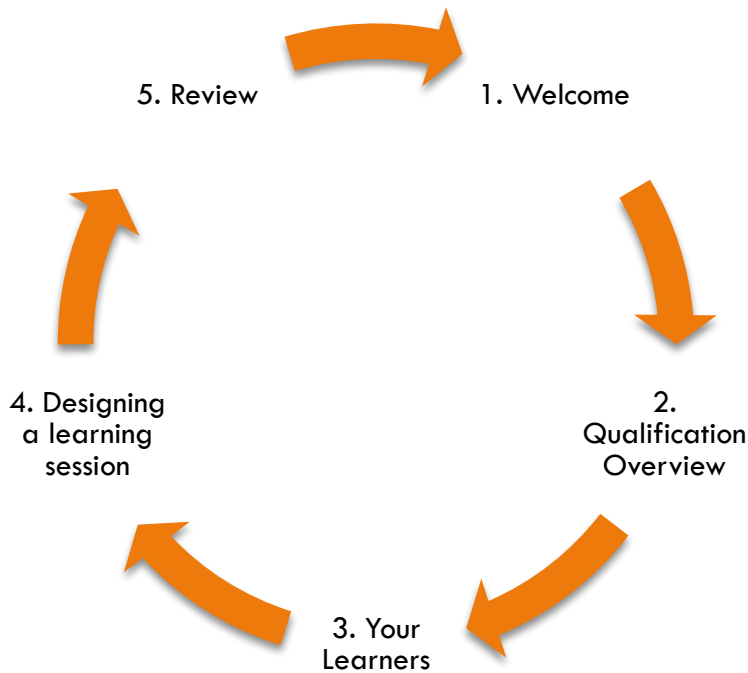 1. Welcome
2.
Qualification
Overview
3. Your
Learners
4. Designing
a learning
session
5. Review